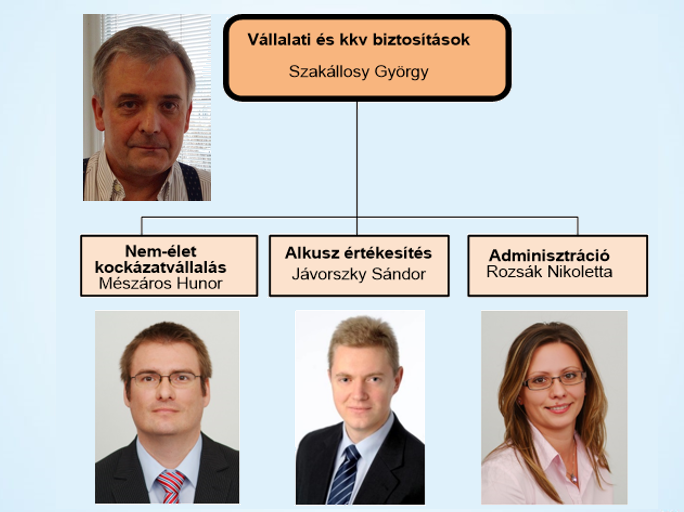 Vállalati és kkv biztosítások
Szakállosy György
Nem-élet
kockázatvállalás
Mészáros Hunor
Alkusz értékesítés
Jávorszky Sándor
Adminisztráció
Rozsák Nikoletta